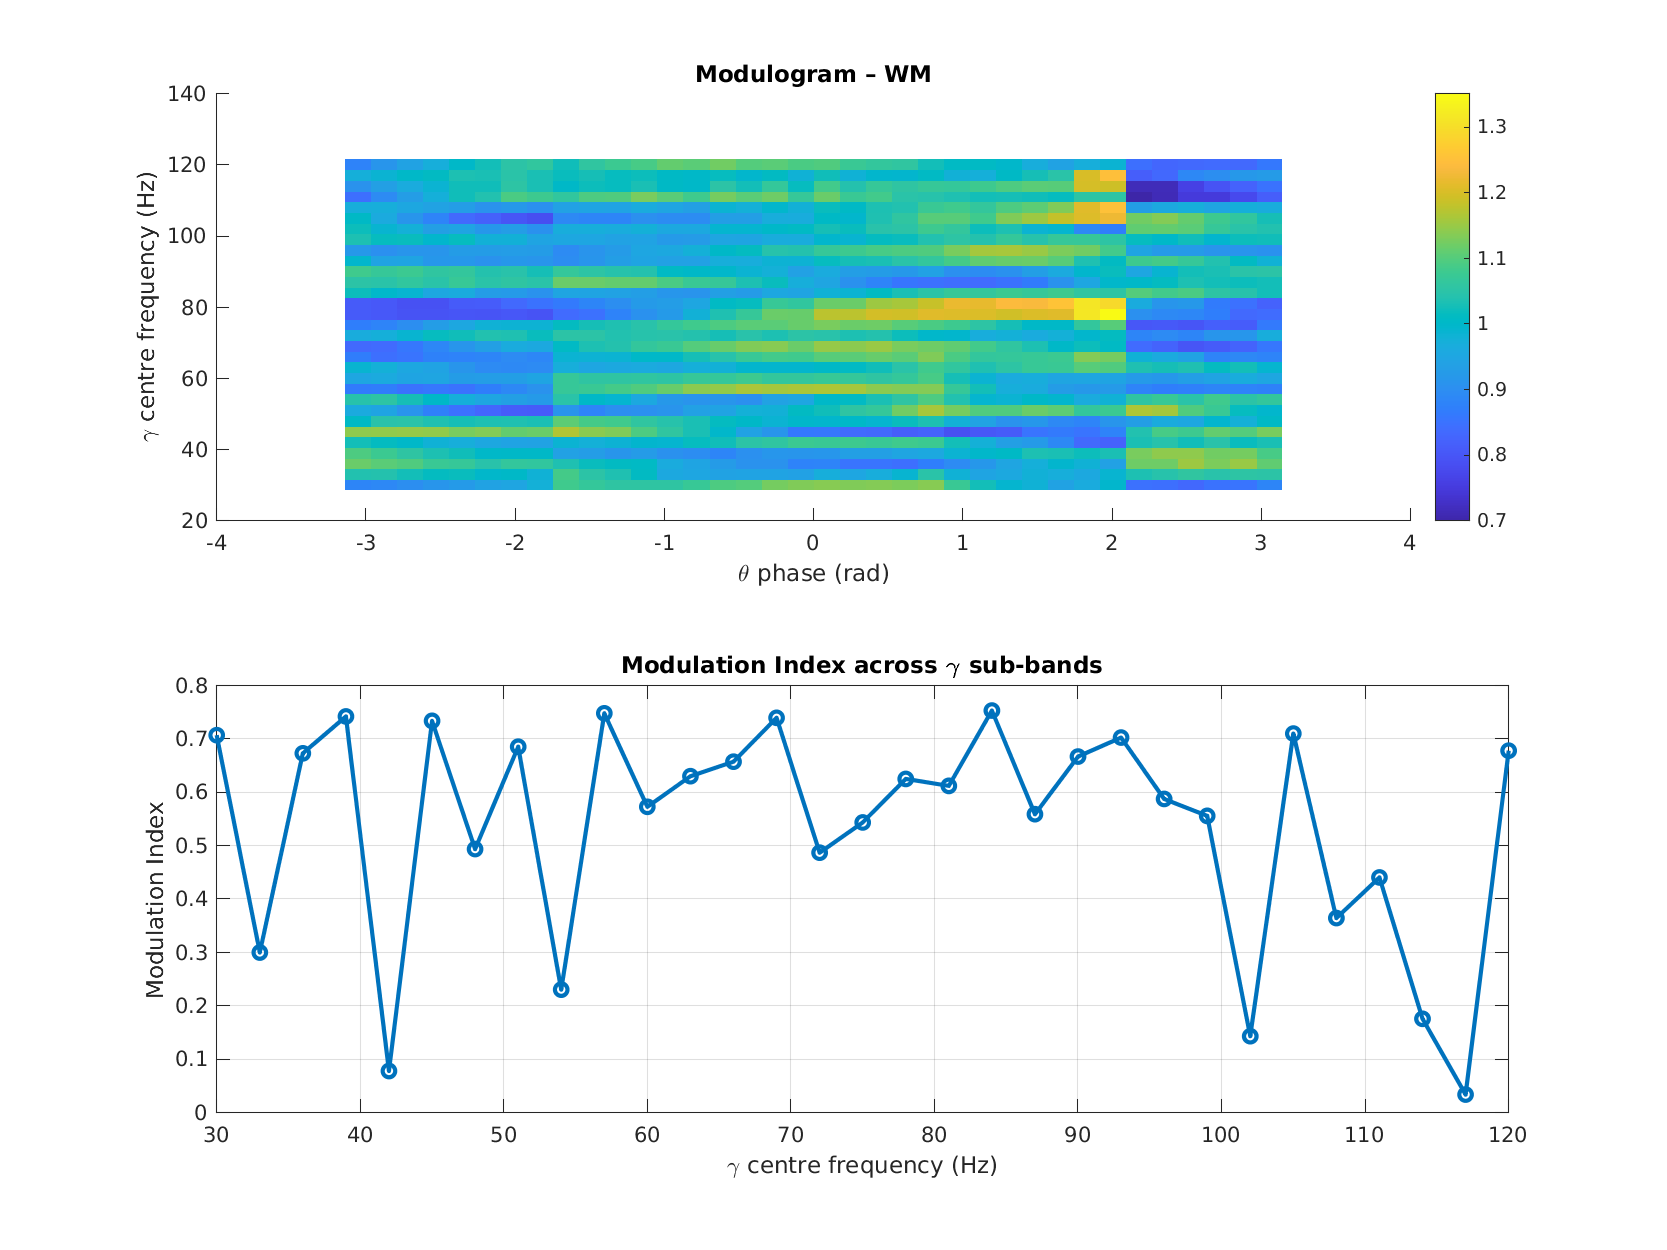 Modulogram – WM
140
120
100
80
60
40
20
γ centre frequency (Hz)
-4 -3 -2 -1 0 1 2 3 4
θ phase (rad)
1.3
1.2
1.1
1
0.9
0.8
0.7
Modulation Index across γ sub-bands
0.8
0.7
0.6
0.5
0.4
0.3
0.2
0.1
0
Modulation Index
30 40 50 60 70 80 90 100 110 120
γ centre frequency (Hz)